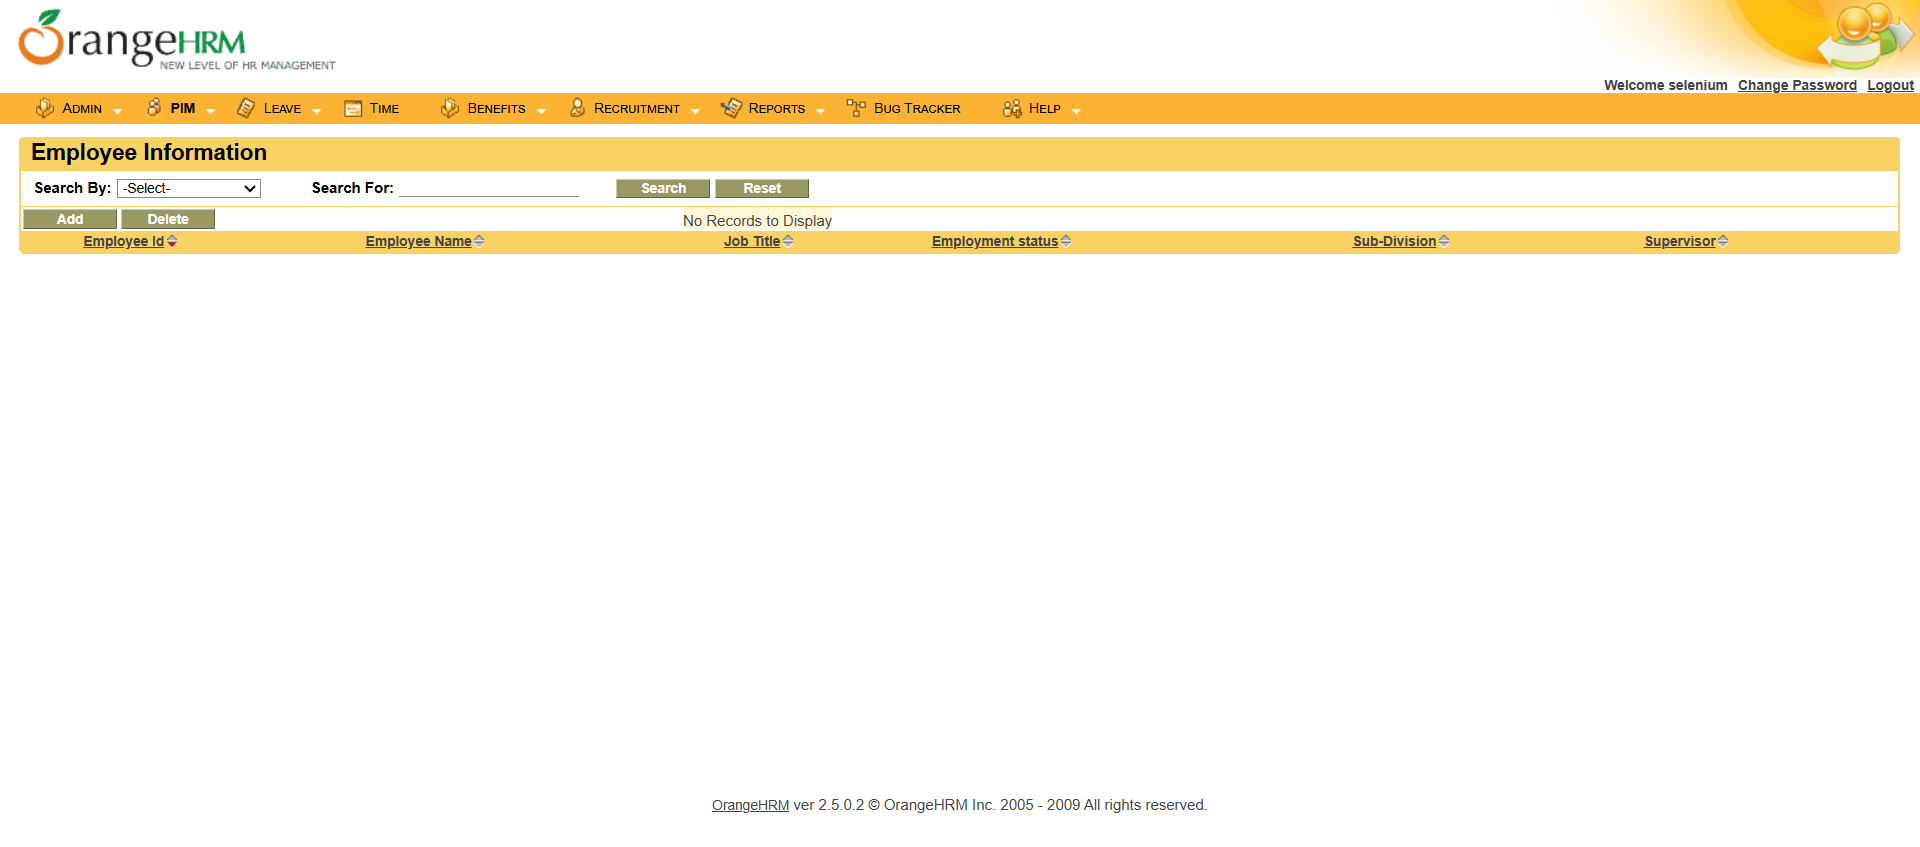 OrangeHRM
NEW LEVEL OF HR MANAGEMENT
Welcome selenium Change Password Logout
ADMIN PIM LEAVE TIME BENEFITS RECRUITMENT REPORTS BUG TRACKER HELP
Employee Information
Search By: -Select- Search For: Search Reset
Add Delete No Records to Display
Employee Id Employee Name Job Title Employment status Sub-Division Supervisor
OrangeHRM ver 2.5.0.2 © OrangeHRM Inc. 2005 - 2009 All rights reserved.